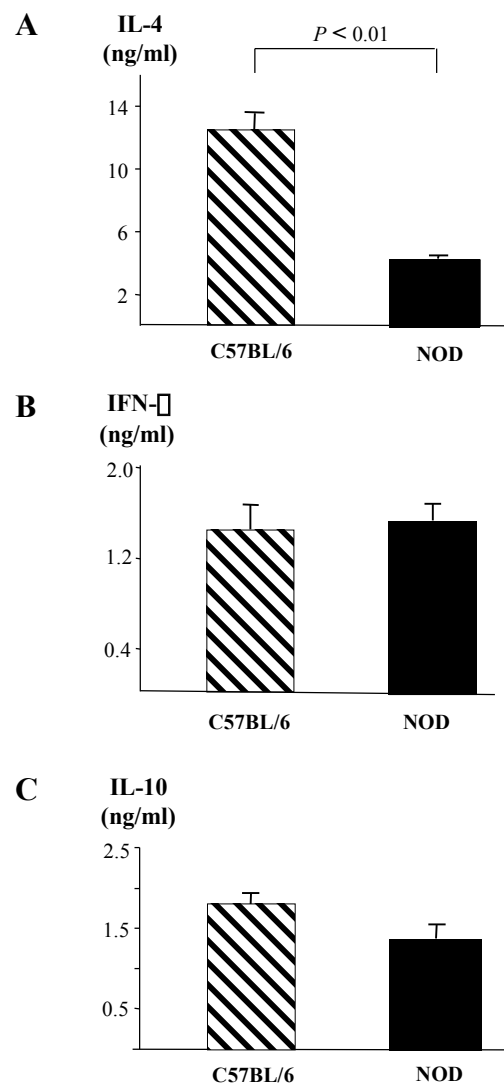 A
IL-4
(ng/ml)
P < 0.01
14
10
6
2
C57BL/6
NOD
B
IFN-▯
(ng/ml)
2.0
1.2
0.4
C57BL/6
NOD
C
IL-10
(ng/ml)
2.5
1.5
0.5
C57BL/6
NOD